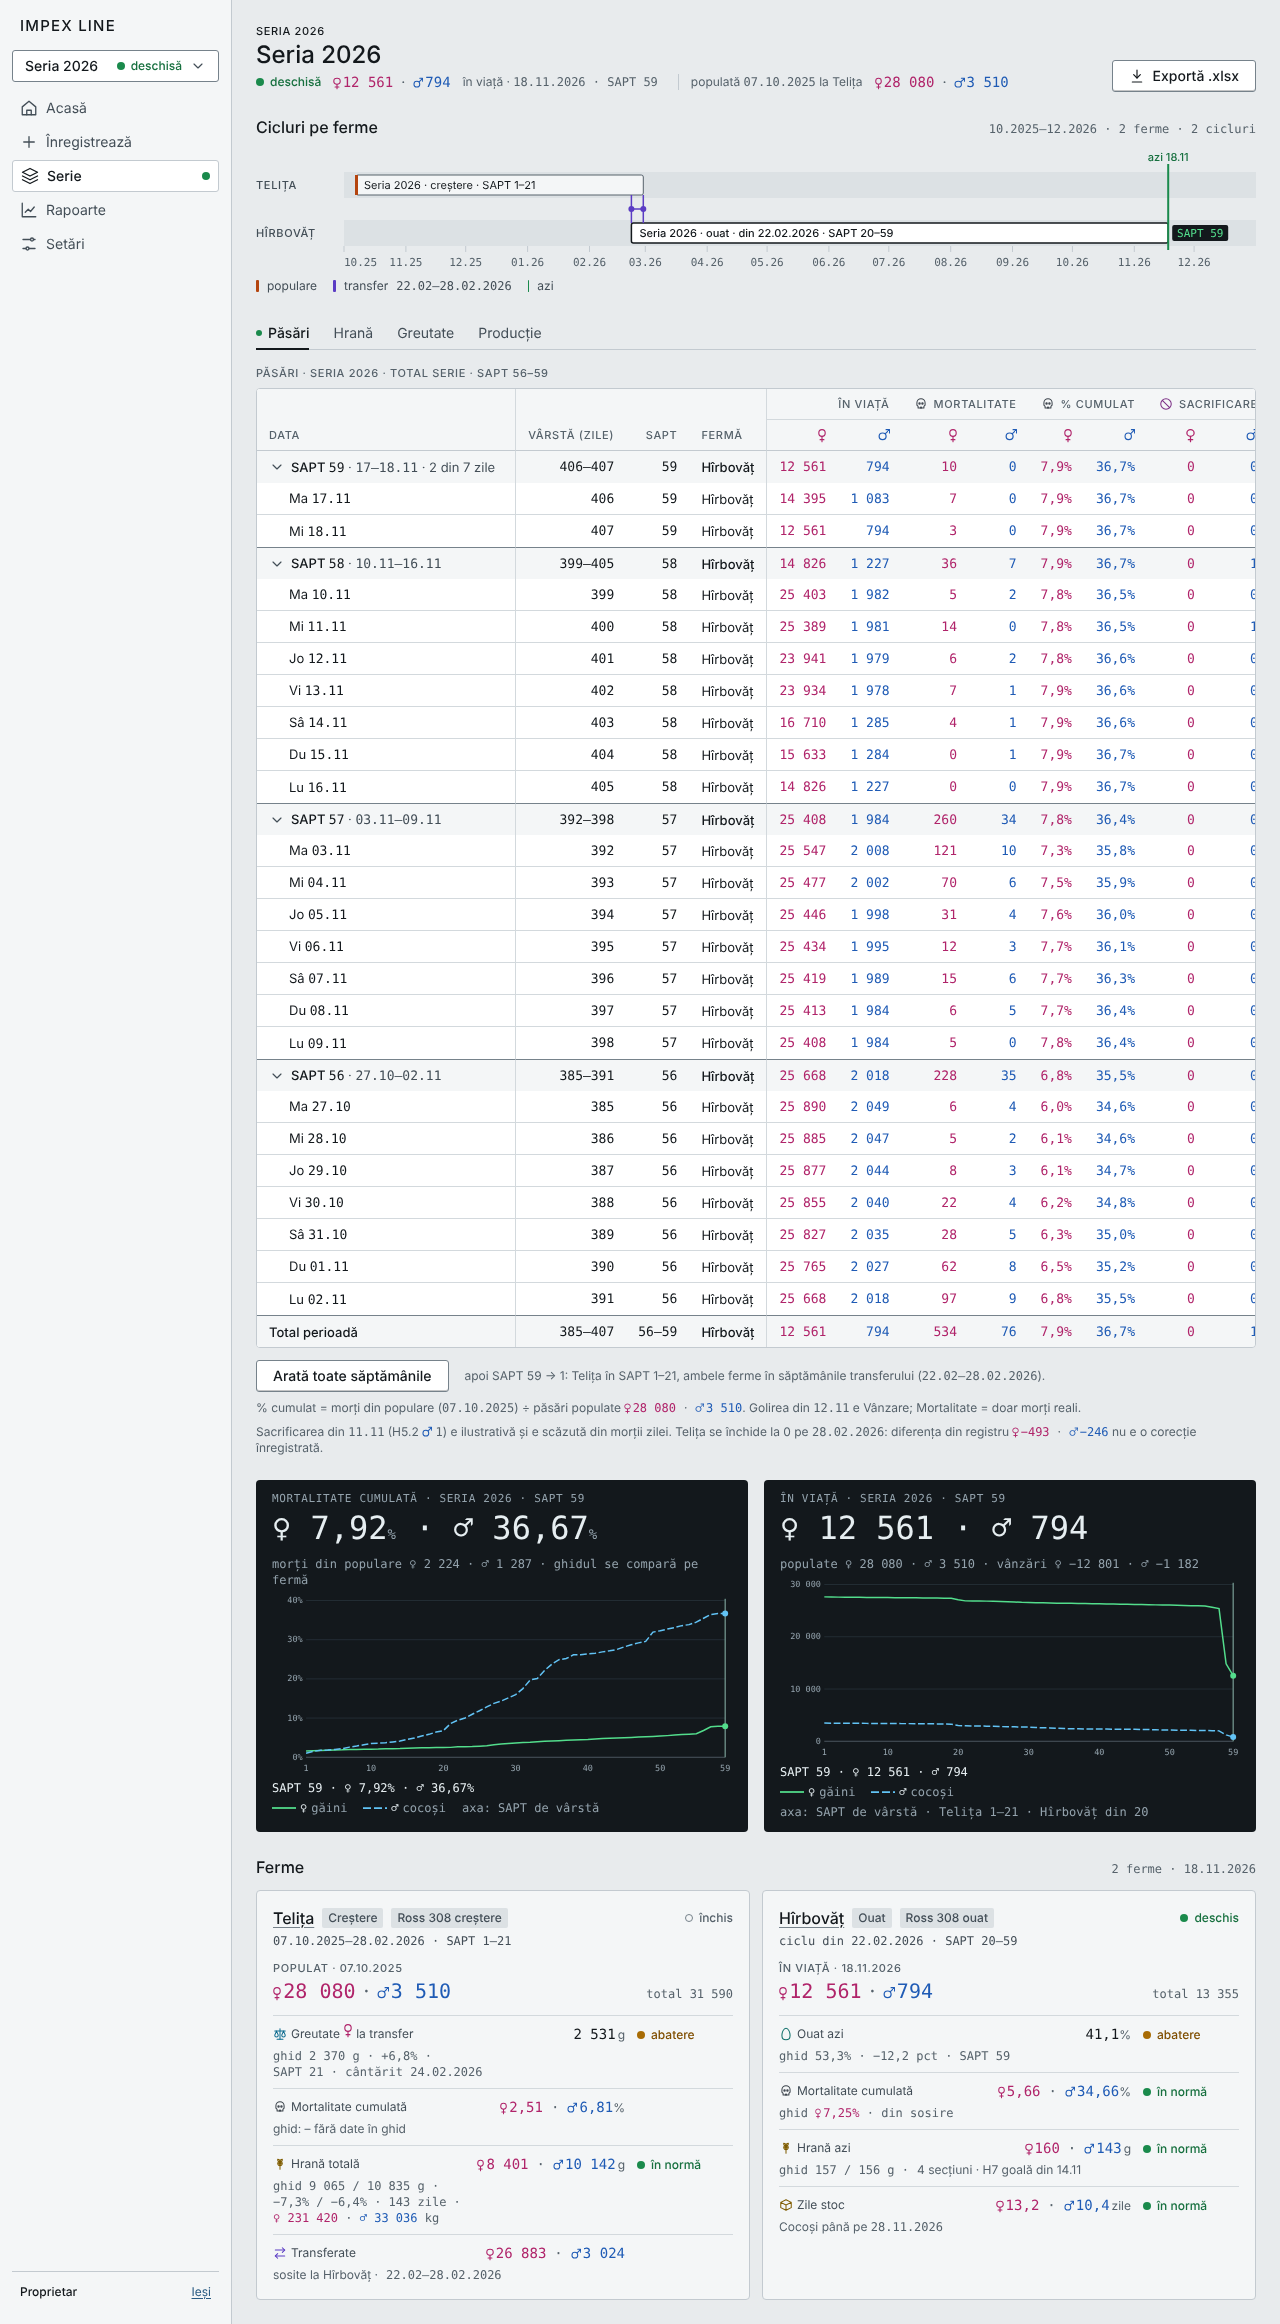 IMPEX LINE
Seria 2026 deschisă
Acasă
Înregistrează
Serie
Rapoarte
Setări
Proprietar Ieși
SERIA 2026
Seria 2026
deschisă ♀12 561 · ♂794 în viață · 18.11.2026 · SAPT 59 populată 07.10.2025 la Telița ♀28 080 · ♂3 510
Exportă .xlsx
Cicluri pe ferme 10.2025–12.2026 · 2 ferme · 2 cicluri
azi 18.11
TELIȚA Seria 2026 · creștere · SAPT 1–21
HÎRBOVĂȚ Seria 2026 · ouat · din 22.02.2026 · SAPT 20–59 SAPT 59
10.25 11.25 12.25 01.26 02.26 03.26 04.26 05.26 06.26 07.26 08.26 09.26 10.26 11.26 12.26
populare transfer 22.02–28.02.2026 azi
Păsări Hrană Greutate Producție
PĂSĂRI · SERIA 2026 · TOTAL SERIE · SAPT 56–59
ÎN VIAȚĂ MORTALITATE % CUMULAT SACRIFICARE
DATA VÂRSTĂ (ZILE) SAPT FERMĂ ♀ ♂ ♀ ♂ ♀ ♂ ♀ ♂
SAPT 59 · 17–18.11 · 2 din 7 zile 406–407 59 Hîrbovăț 12 561 794 10 0 7,9% 36,7% 0 0
Ma 17.11 406 59 Hîrbovăț 14 395 1 083 7 0 7,9% 36,7% 0 0
Mi 18.11 407 59 Hîrbovăț 12 561 794 3 0 7,9% 36,7% 0 0
SAPT 58 · 10.11–16.11 399–405 58 Hîrbovăț 14 826 1 227 36 7 7,9% 36,7% 0 1
Ma 10.11 399 58 Hîrbovăț 25 403 1 982 5 2 7,8% 36,5% 0 0
Mi 11.11 400 58 Hîrbovăț 25 389 1 981 14 0 7,8% 36,5% 0 1
Jo 12.11 401 58 Hîrbovăț 23 941 1 979 6 2 7,8% 36,6% 0 0
Vi 13.11 402 58 Hîrbovăț 23 934 1 978 7 1 7,9% 36,6% 0 0
Sâ 14.11 403 58 Hîrbovăț 16 710 1 285 4 1 7,9% 36,6% 0 0
Du 15.11 404 58 Hîrbovăț 15 633 1 284 0 1 7,9% 36,7% 0 0
Lu 16.11 405 58 Hîrbovăț 14 826 1 227 0 0 7,9% 36,7% 0 0
SAPT 57 · 03.11–09.11 392–398 57 Hîrbovăț 25 408 1 984 260 34 7,8% 36,4% 0 0
Ma 03.11 392 57 Hîrbovăț 25 547 2 008 121 10 7,3% 35,8% 0 0
Mi 04.11 393 57 Hîrbovăț 25 477 2 002 70 6 7,5% 35,9% 0 0
Jo 05.11 394 57 Hîrbovăț 25 446 1 998 31 4 7,6% 36,0% 0 0
Vi 06.11 395 57 Hîrbovăț 25 434 1 995 12 3 7,7% 36,1% 0 0
Sâ 07.11 396 57 Hîrbovăț 25 419 1 989 15 6 7,7% 36,3% 0 0
Du 08.11 397 57 Hîrbovăț 25 413 1 984 6 5 7,7% 36,4% 0 0
Lu 09.11 398 57 Hîrbovăț 25 408 1 984 5 0 7,8% 36,4% 0 0
SAPT 56 · 27.10–02.11 385–391 56 Hîrbovăț 25 668 2 018 228 35 6,8% 35,5% 0 0
Ma 27.10 385 56 Hîrbovăț 25 890 2 049 6 4 6,0% 34,6% 0 0
Mi 28.10 386 56 Hîrbovăț 25 885 2 047 5 2 6,1% 34,6% 0 0
Jo 29.10 387 56 Hîrbovăț 25 877 2 044 8 3 6,1% 34,7% 0 0
Vi 30.10 388 56 Hîrbovăț 25 855 2 040 22 4 6,2% 34,8% 0 0
Sâ 31.10 389 56 Hîrbovăț 25 827 2 035 28 5 6,3% 35,0% 0 0
Du 01.11 390 56 Hîrbovăț 25 765 2 027 62 8 6,5% 35,2% 0 0
Lu 02.11 391 56 Hîrbovăț 25 668 2 018 97 9 6,8% 35,5% 0 0
Total perioadă 385–407 56–59 Hîrbovăț 12 561 794 534 76 7,9% 36,7% 0 1
Arată toate săptămânile apoi SAPT 59 → 1: Telița în SAPT 1–21, ambele ferme în săptămânile transferului (22.02–28.02.2026).
% cumulat = morți din populare (07.10.2025) ÷ păsări populate ♀28 080 · ♂3 510. Golirea din 12.11 e Vânzare; Mortalitate = doar morți reali.
Sacrificarea din 11.11 (H5.2 ♂ 1) e ilustrativă și e scăzută din morții zilei. Telița se închide la 0 pe 28.02.2026: diferența din registru ♀−493 · ♂−246 nu e o corecție
înregistrată.
MORTALITATE CUMULATĂ · SERIA 2026 · SAPT 59
♀ 7,92% · ♂ 36,67%
morți din populare ♀ 2 224 · ♂ 1 287 · ghidul se compară pe
fermă
40%
30%
20%
10%
0%
1 10 20 30 40 50 59
SAPT 59 · ♀ 7,92% · ♂ 36,67%
♀ găini ♂ cocoși axa: SAPT de vârstă
ÎN VIAȚĂ · SERIA 2026 · SAPT 59
♀ 12 561 · ♂ 794
populate ♀ 28 080 · ♂ 3 510 · vânzări ♀ −12 801 · ♂ −1 182
30 000
20 000
10 000
0
1 10 20 30 40 50 59
SAPT 59 · ♀ 12 561 · ♂ 794
♀ găini ♂ cocoși
axa: SAPT de vârstă · Telița 1–21 · Hîrbovăț din 20
Ferme 2 ferme · 18.11.2026
Telița Creștere Ross 308 creștere închis
07.10.2025–28.02.2026 · SAPT 1–21
POPULAT · 07.10.2025
♀28 080 · ♂3 510 total 31 590
Greutate ♀ la transfer 2 531 g abatere
ghid 2 370 g · +6,8% ·
SAPT 21 · cântărit 24.02.2026
Mortalitate cumulată ♀2,51 · ♂6,81%
ghid: – fără date în ghid
Hrană totală ♀8 401 · ♂10 142 g în normă
ghid 9 065 / 10 835 g ·
−7,3% / −6,4% · 143 zile ·
♀ 231 420 · ♂ 33 036 kg
Transferate ♀26 883 · ♂3 024
sosite la Hîrbovăț · 22.02–28.02.2026
Hîrbovăț Ouat Ross 308 ouat deschis
ciclu din 22.02.2026 · SAPT 20–59
ÎN VIAȚĂ · 18.11.2026
♀12 561 · ♂794 total 13 355
Ouat azi 41,1% abatere
ghid 53,3% · −12,2 pct · SAPT 59
Mortalitate cumulată ♀5,66 · ♂34,66% în normă
ghid ♀7,25% · din sosire
Hrană azi ♀160 · ♂143 g în normă
ghid 157 / 156 g · 4 secțiuni · H7 goală din 14.11
Zile stoc ♀13,2 · ♂10,4 zile în normă
Cocoși până pe 28.11.2026